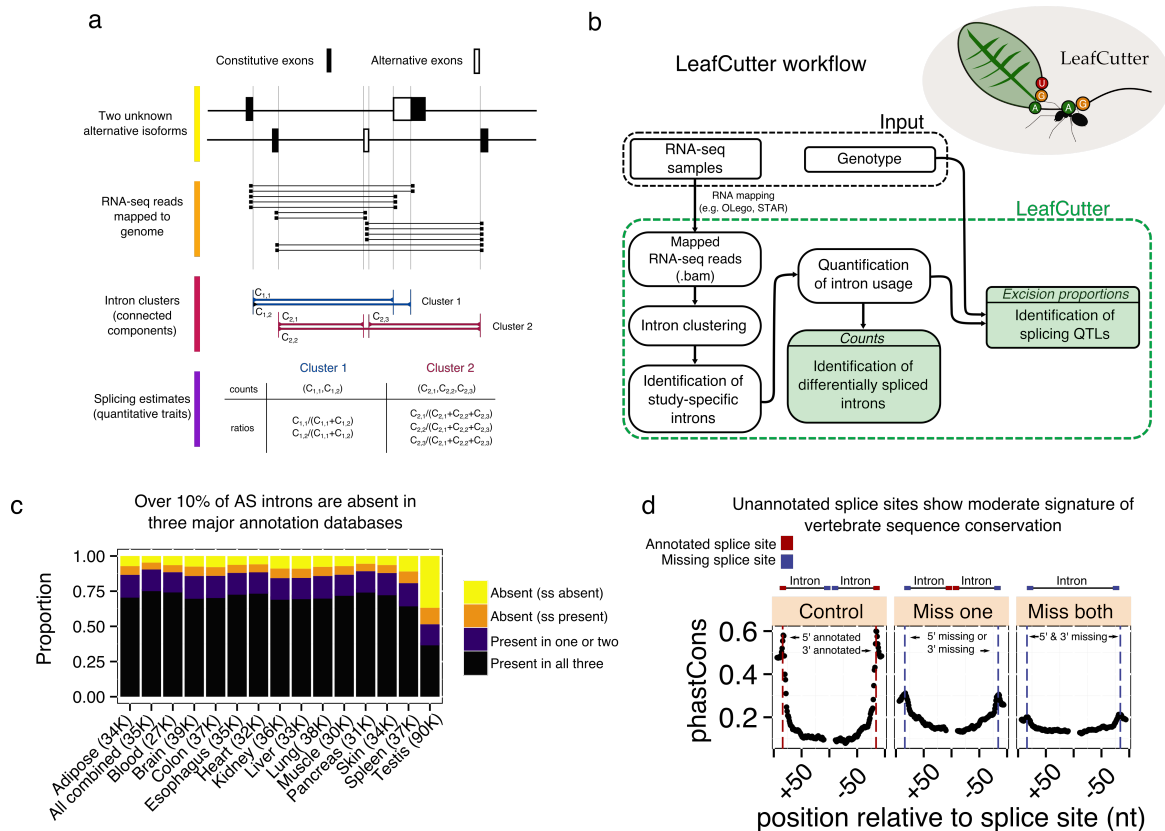 a
Constitutive exons
Alternative exons
Two unknown
alternative isoforms
RNA-seq reads
mapped to
genome
Intron clusters
(connected
components)
C1,1
C1,2
Cluster 1
C2,1
C2,3
C2,2
Cluster 2
Splicing estimates
(quantitative traits)
Cluster 1
Cluster 2
counts
(C1,1,C1,2)
(C2,1,C2,2,C2,3)
ratios
C1,1/(C1,1+C1,2)
C1,2/(C1,1+C1,2)
C2,1/(C2,1+C2,2+C2,3)
C2,2/(C2,1+C2,2+C2,3)
C2,3/(C2,1+C2,2+C2,3)
b
LeafCutter workflow
LeafCutter
U
G
A
A
G
Input
RNA-seq
samples
Genotype
RNA mapping
(e.g. OLego, STAR)
LeafCutter
Mapped
RNA-seq reads
(.bam)
Intron clustering
Identification of
study-specific
introns
Quantification
of intron usage
Counts
Identification of
differentially spliced
introns
Excision proportions
Identification of
splicing QTLs
c
Over 10% of AS introns are absent in
three major annotation databases
Proportion
1.00
0.75
0.50
0.25
0.00
Adipose (34K)
All combined (35K)
Blood (27K)
Brain (39K)
Colon (37K)
Esophagus (35K)
Heart (32K)
Kidney (36K)
Liver (33K)
Lung( 38K)
Muscle (30K)
Pancreas (31K)
Skin (34K)
Spleen (37K)
Testis (90K)
Absent (ss absent)
Absent (ss present)
Present in one or two
Present in all three
d
Unannotated splice sites show moderate signature of
vertebrate sequence conservation
Annotated splice site
Missing splice site
Intron
Intron
Intron
Intron
Intron
Control
Miss one
Miss both
5' annotated
3' annotated
5' missing or
3' missing
5' & 3' missing
phastCons
0.6
0.4
0.2
+50
-50
+50
-50
+50
-50
position relative to splice site (nt)